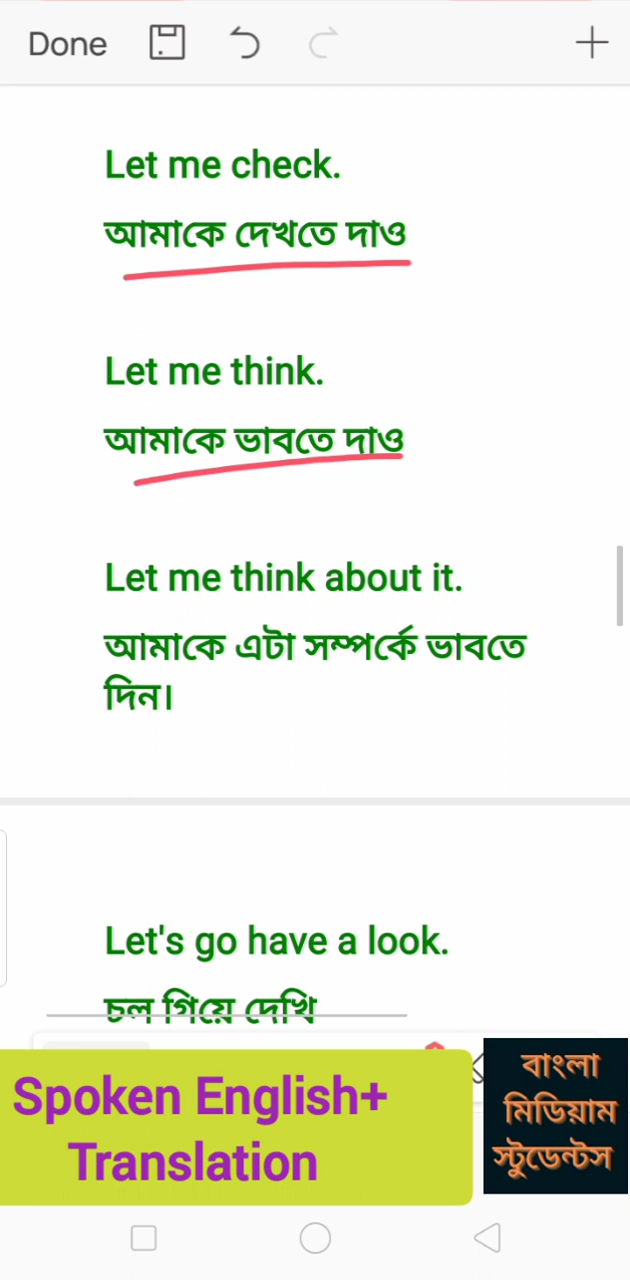 Done
Let me check.
আমাকে দেখতে দাও
Let me think.
আমাকে ভাবতে দাও
Let me think about it.
আমাকে এটা সম্পর্কে ভাবতে
দিন।
Let's go have a look.
চল গিয়ে দেখি
Spoken English+
Translation
বাংলা
মিডিয়াম
স্টুডেন্টস